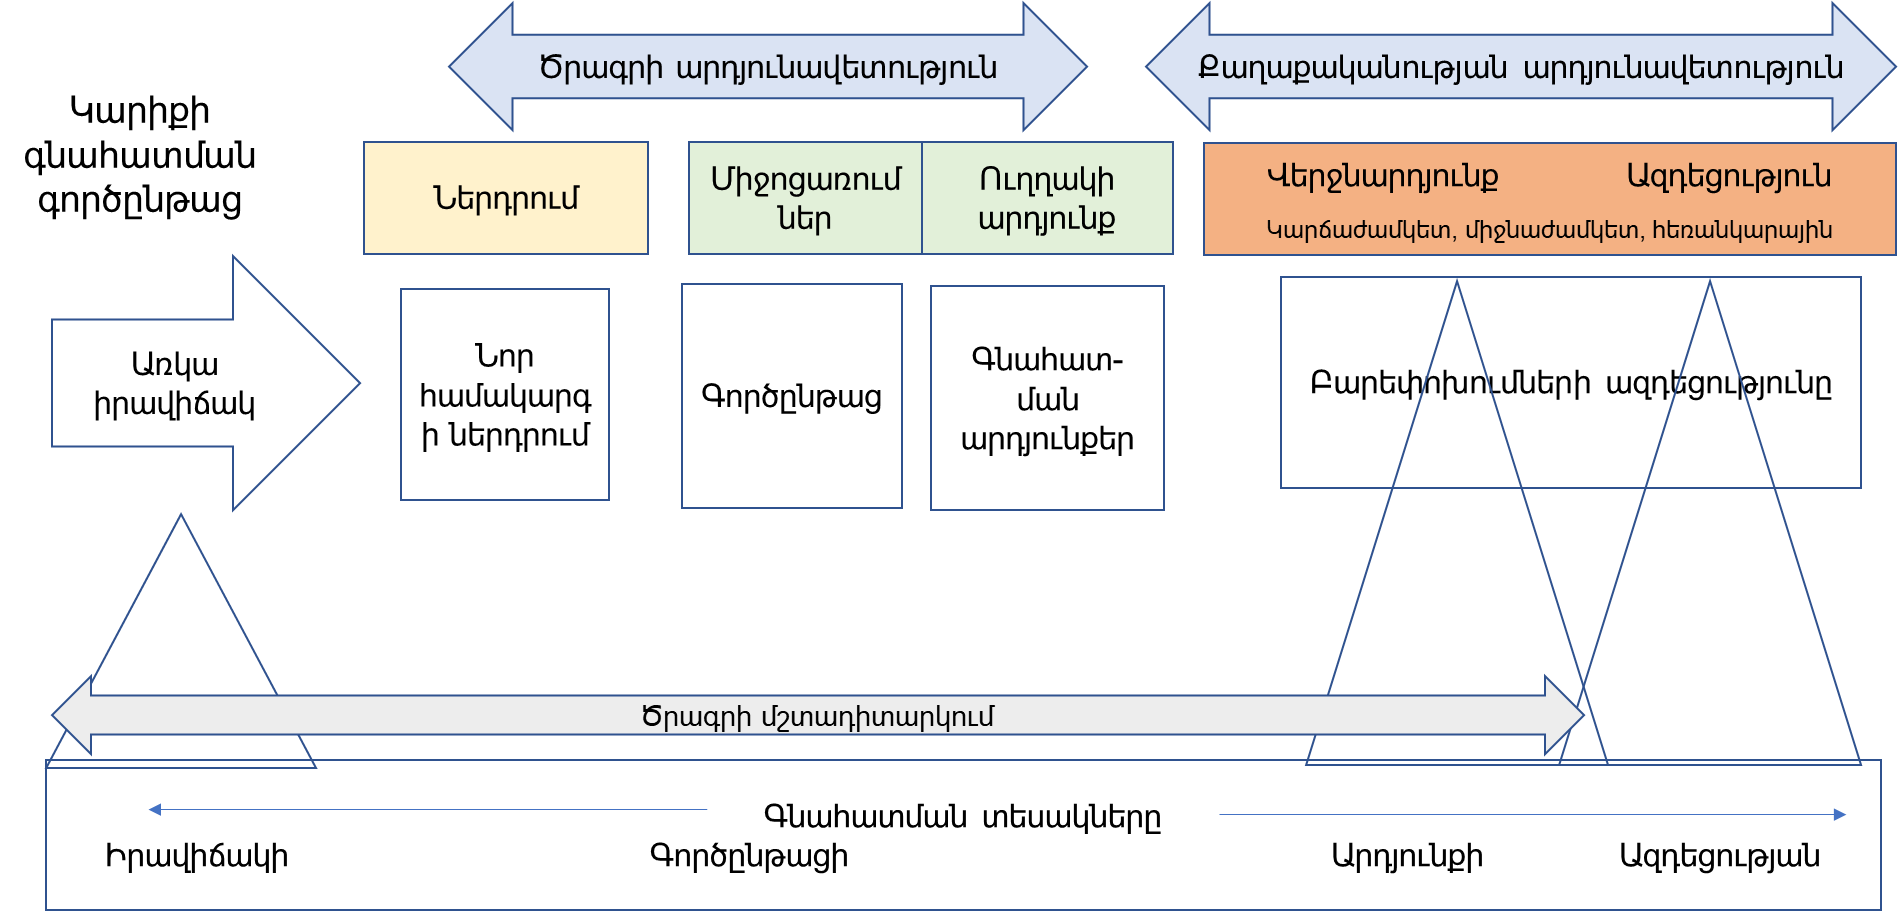 Ծրագրի արդյունավետություն
Քաղաքականության արդյունավետություն
Կարիքի
գնահատման
գործընթաց
Ներդրում
Միջոցառում
ներ
Ուղղակի
արդյունք
Վերջնարդյունք Ազդեցություն
Կարճաժամկետ, միջնաժամկետ, հեռանկարային
Առկա
իրավիճակ
Նոր
համակարգ
ի ներդրում
Գործընթաց
Գնահատ-
ման
արդյունքեր
Բարեփոխումների ազդեցությունը
Ծրագրի մշտադիտարկում
Գնահատման տեսակները
Իրավիճակի Գործընթացի Արդյունքի Ազդեցության